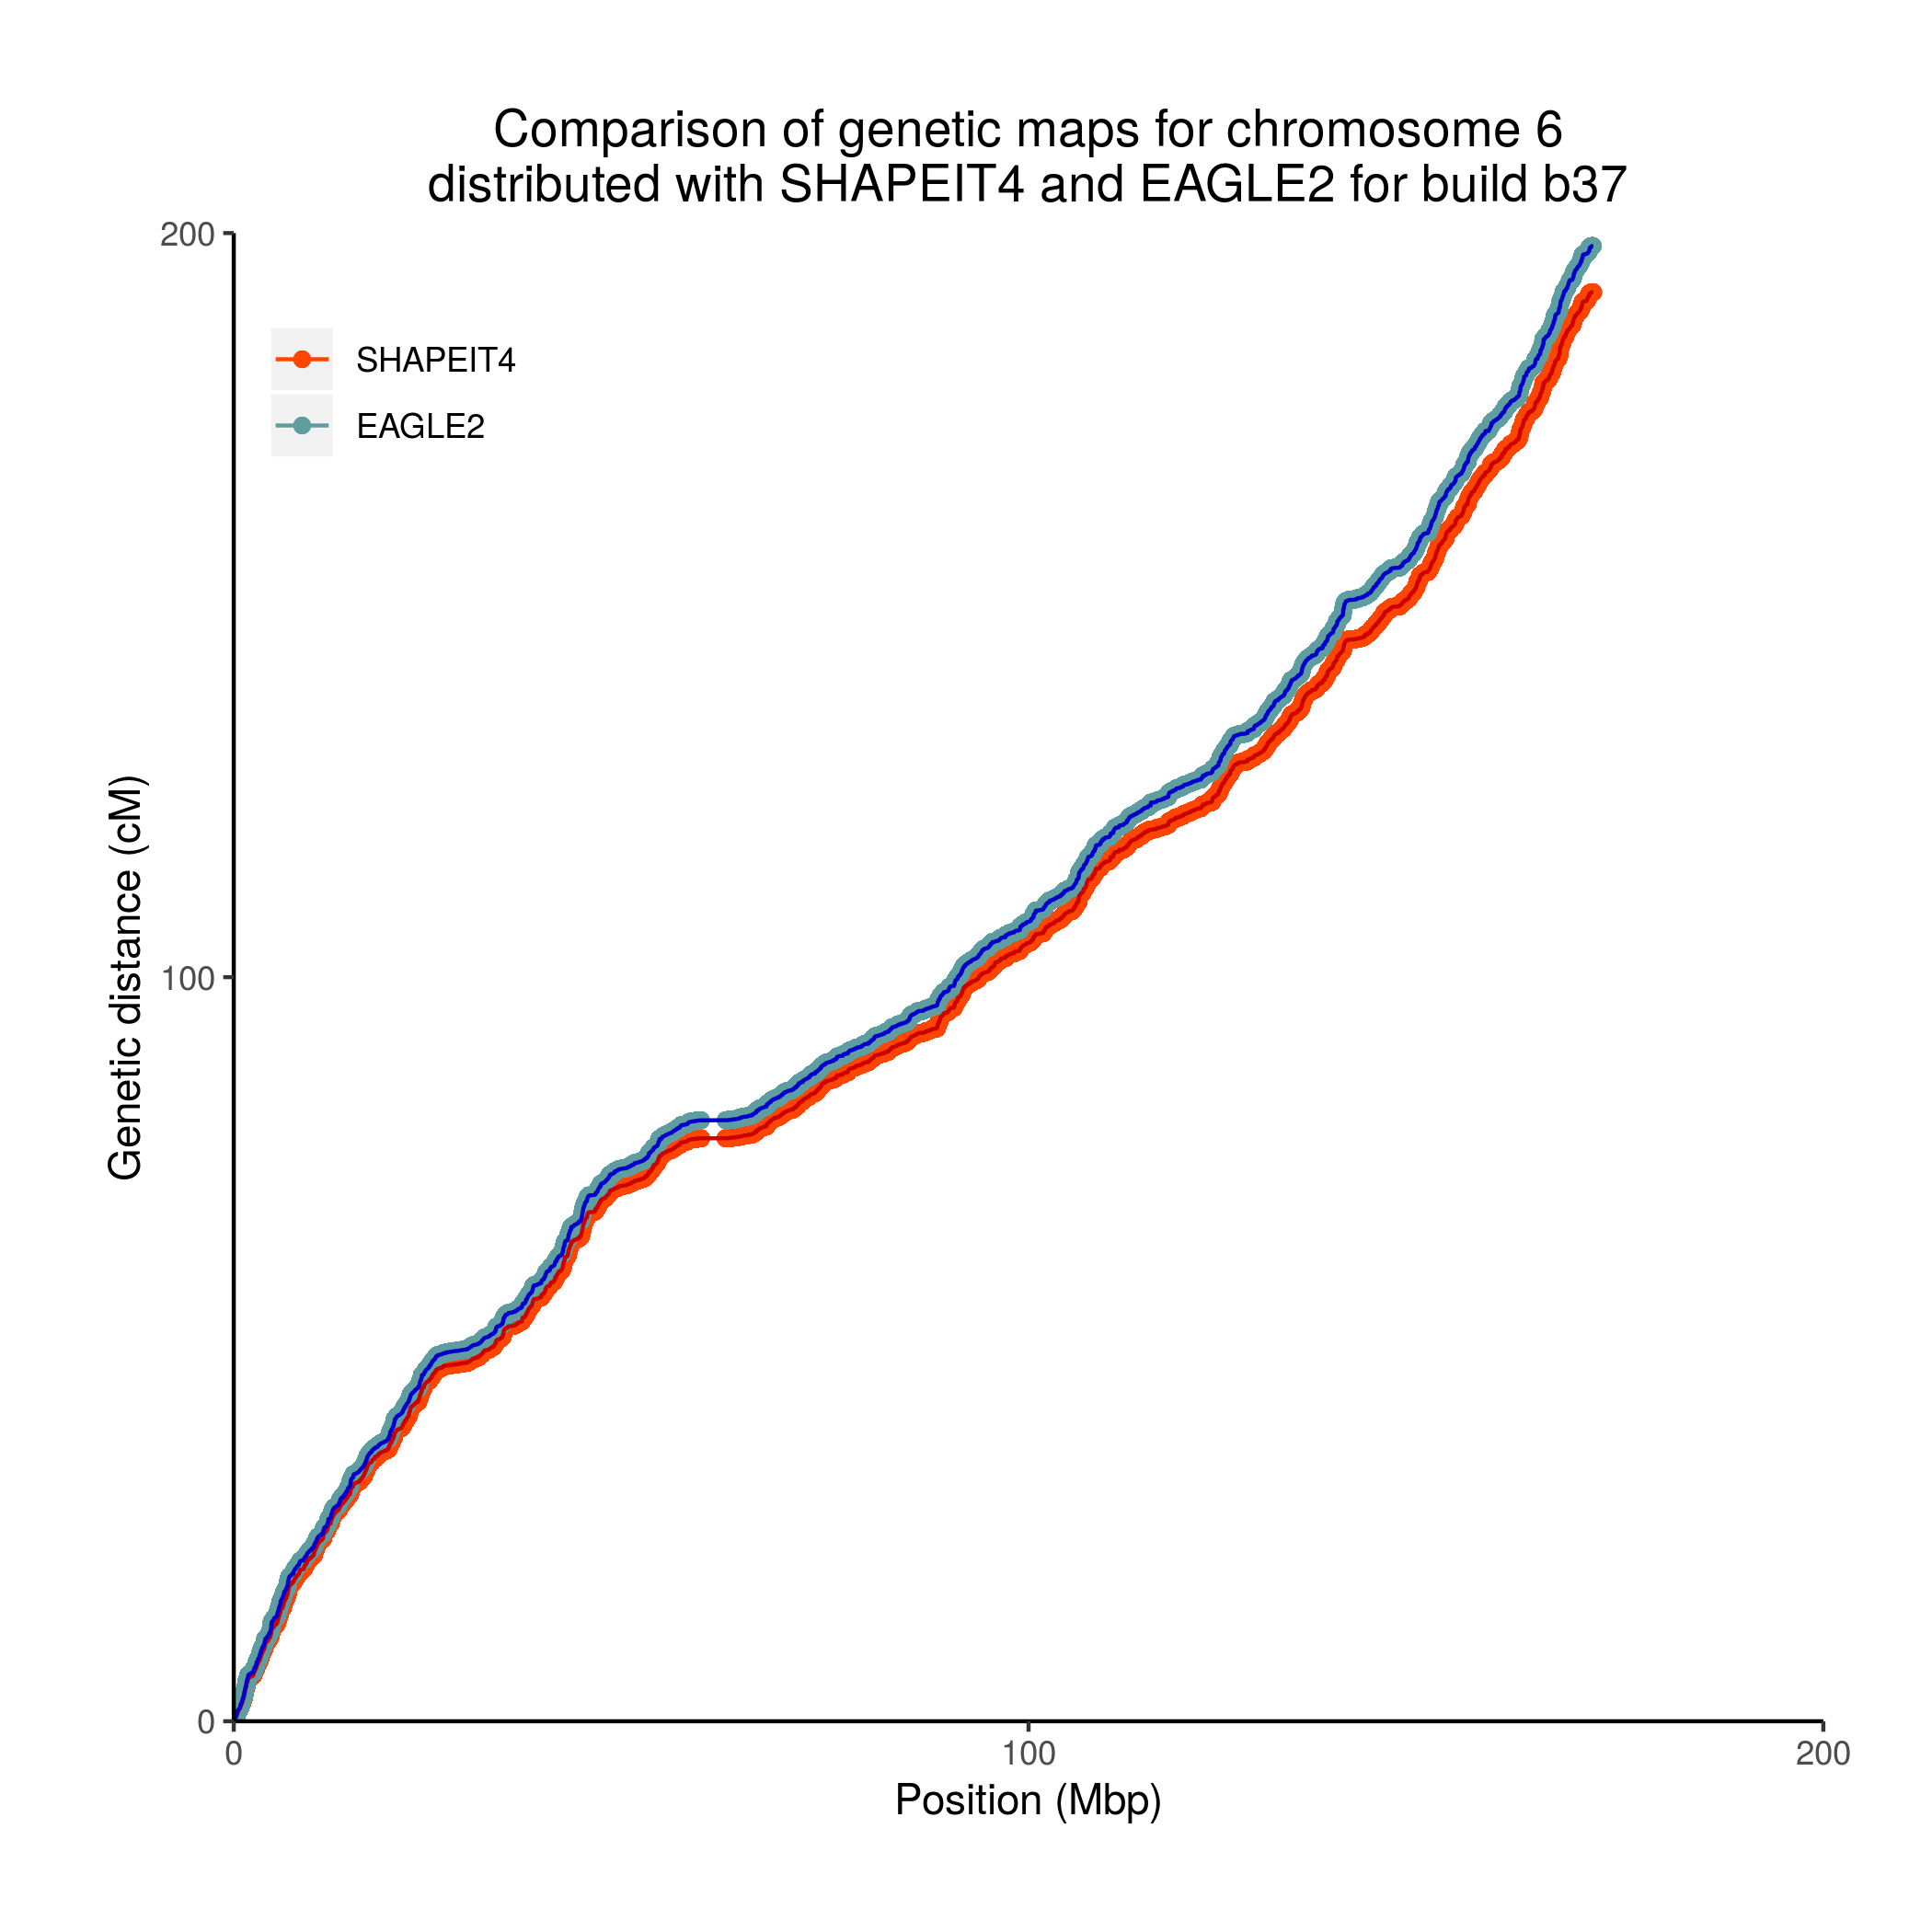 Comparison of genetic maps for chromosome 6
distributed with SHAPEIT4 and EAGLE2 for build b37
200
SHAPEIT4
EAGLE2
Genetic distance (cM)
100
0
0
100
200
Position (Mbp)